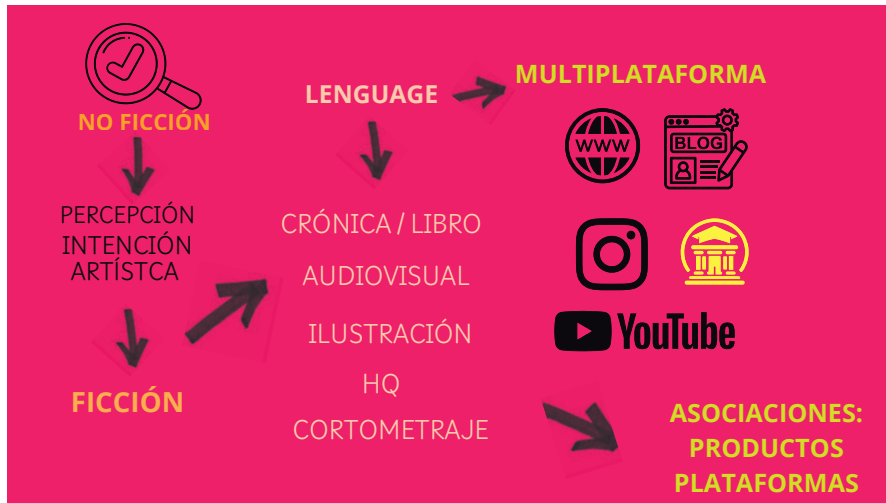 NO FICCIÓN
PERCEPCIÓN
INTENCIÓN
ARTÍSTCA
FICCIÓN
LENGUAGE
CRÓNICA / LIBRO
AUDIOVISUAL
ILUSTRACIÓN
HQ
CORTOMETRAJE
MULTIPLATAFORMA
WWW
BLOG
YouTube
ASOCIACIONES:
PRODUCTOS
PLATAFORMAS